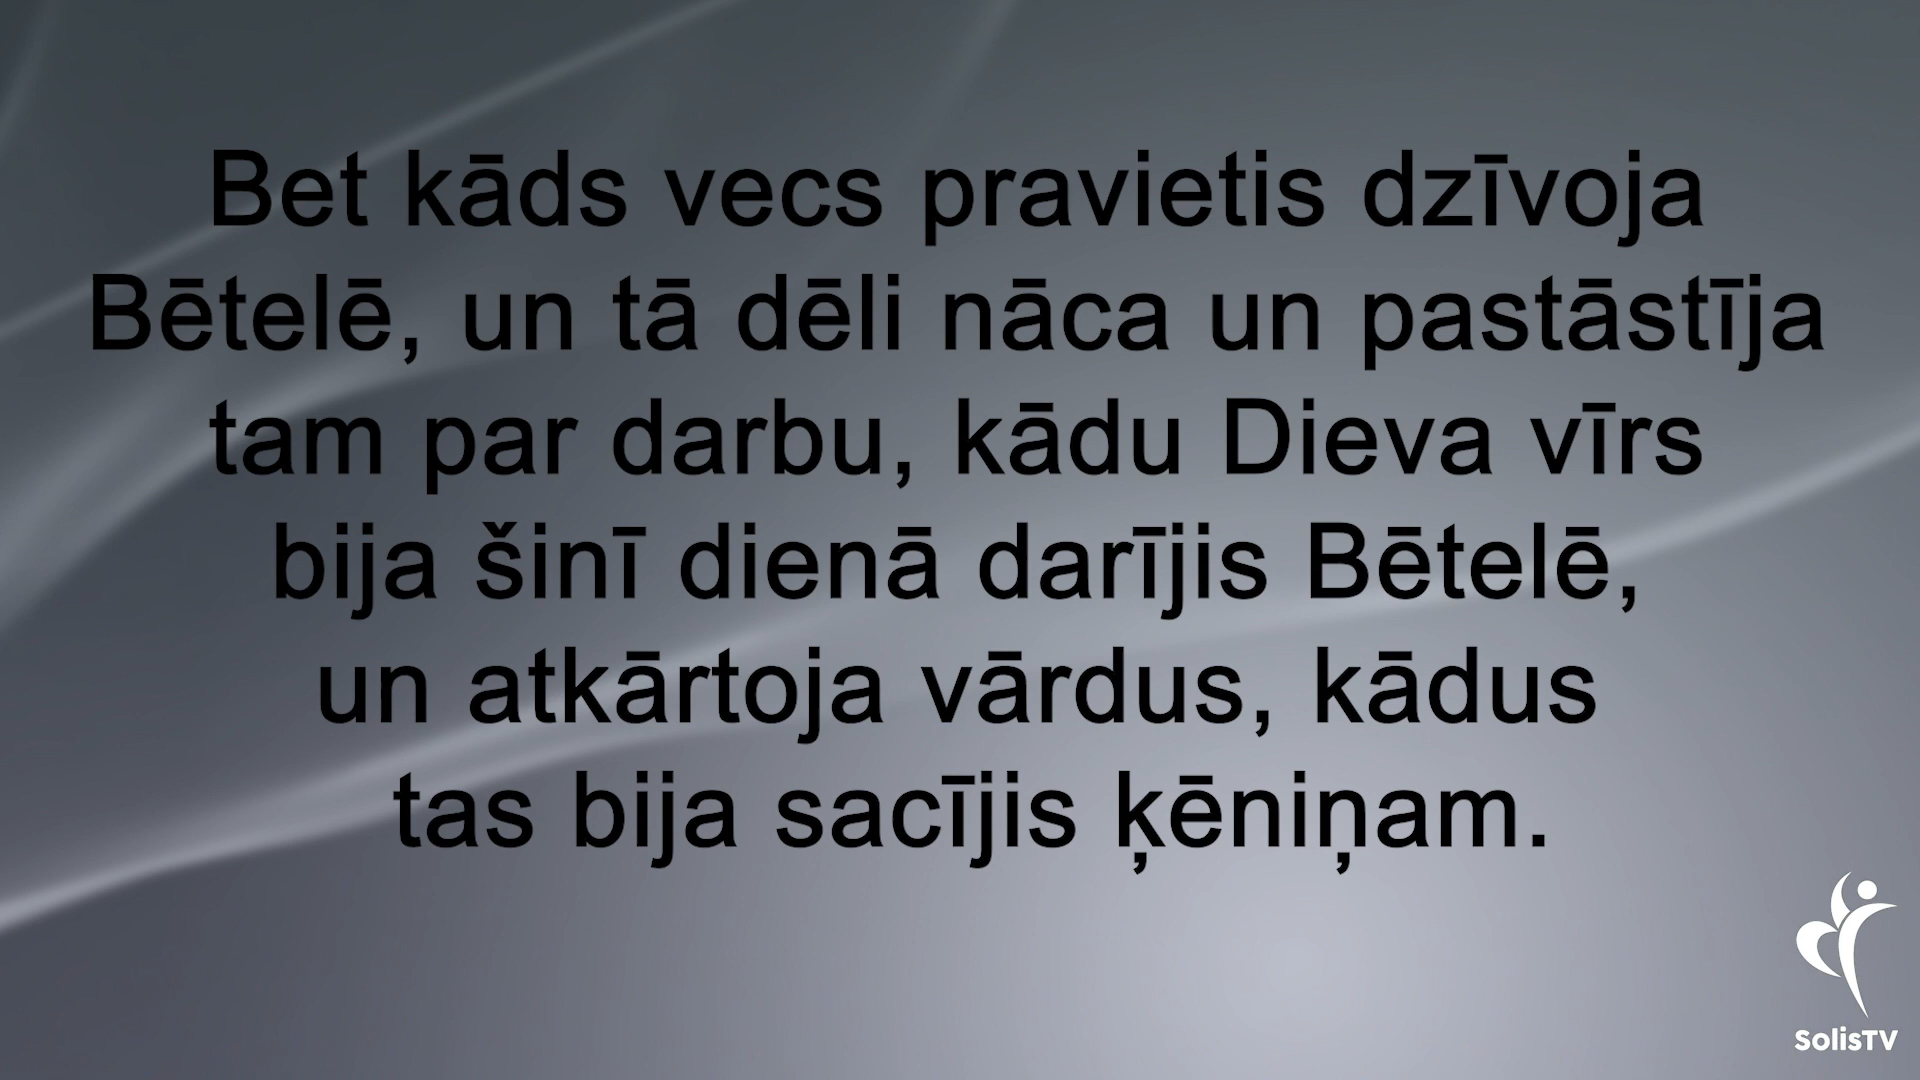 Bet kāds vecs pravietis dzīvoja
Bētelē, un tā dēli nāca un pastāstīja
tam par darbu, kādu Dieva vīrs
bija šinī dienā darījis Bētelē,
un atkārtoja vārdus, kādus
tas bija sacījis ķēniņam.
SolisTV